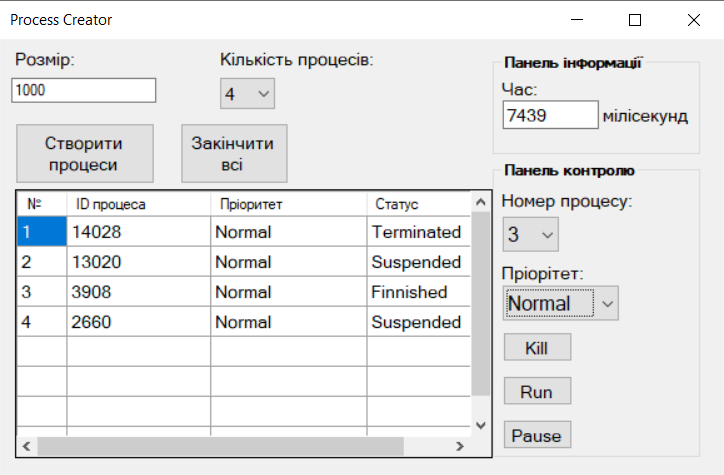 Process Creator
Розмір:
Кількість процесів:
1000
4
Створити
процеси
Закінчити
всі
№ ID процеса Пріоритет Статус
1 14028 Normal Terminated
2 13020 Normal Suspended
3 3908 Normal Finnished
4 2660 Normal Suspended
Панель інформації
Час:
7439 мілісекунд
Панель контролю
Номер процесу:
3
Пріорітет:
Normal
Kill
Run
Pause